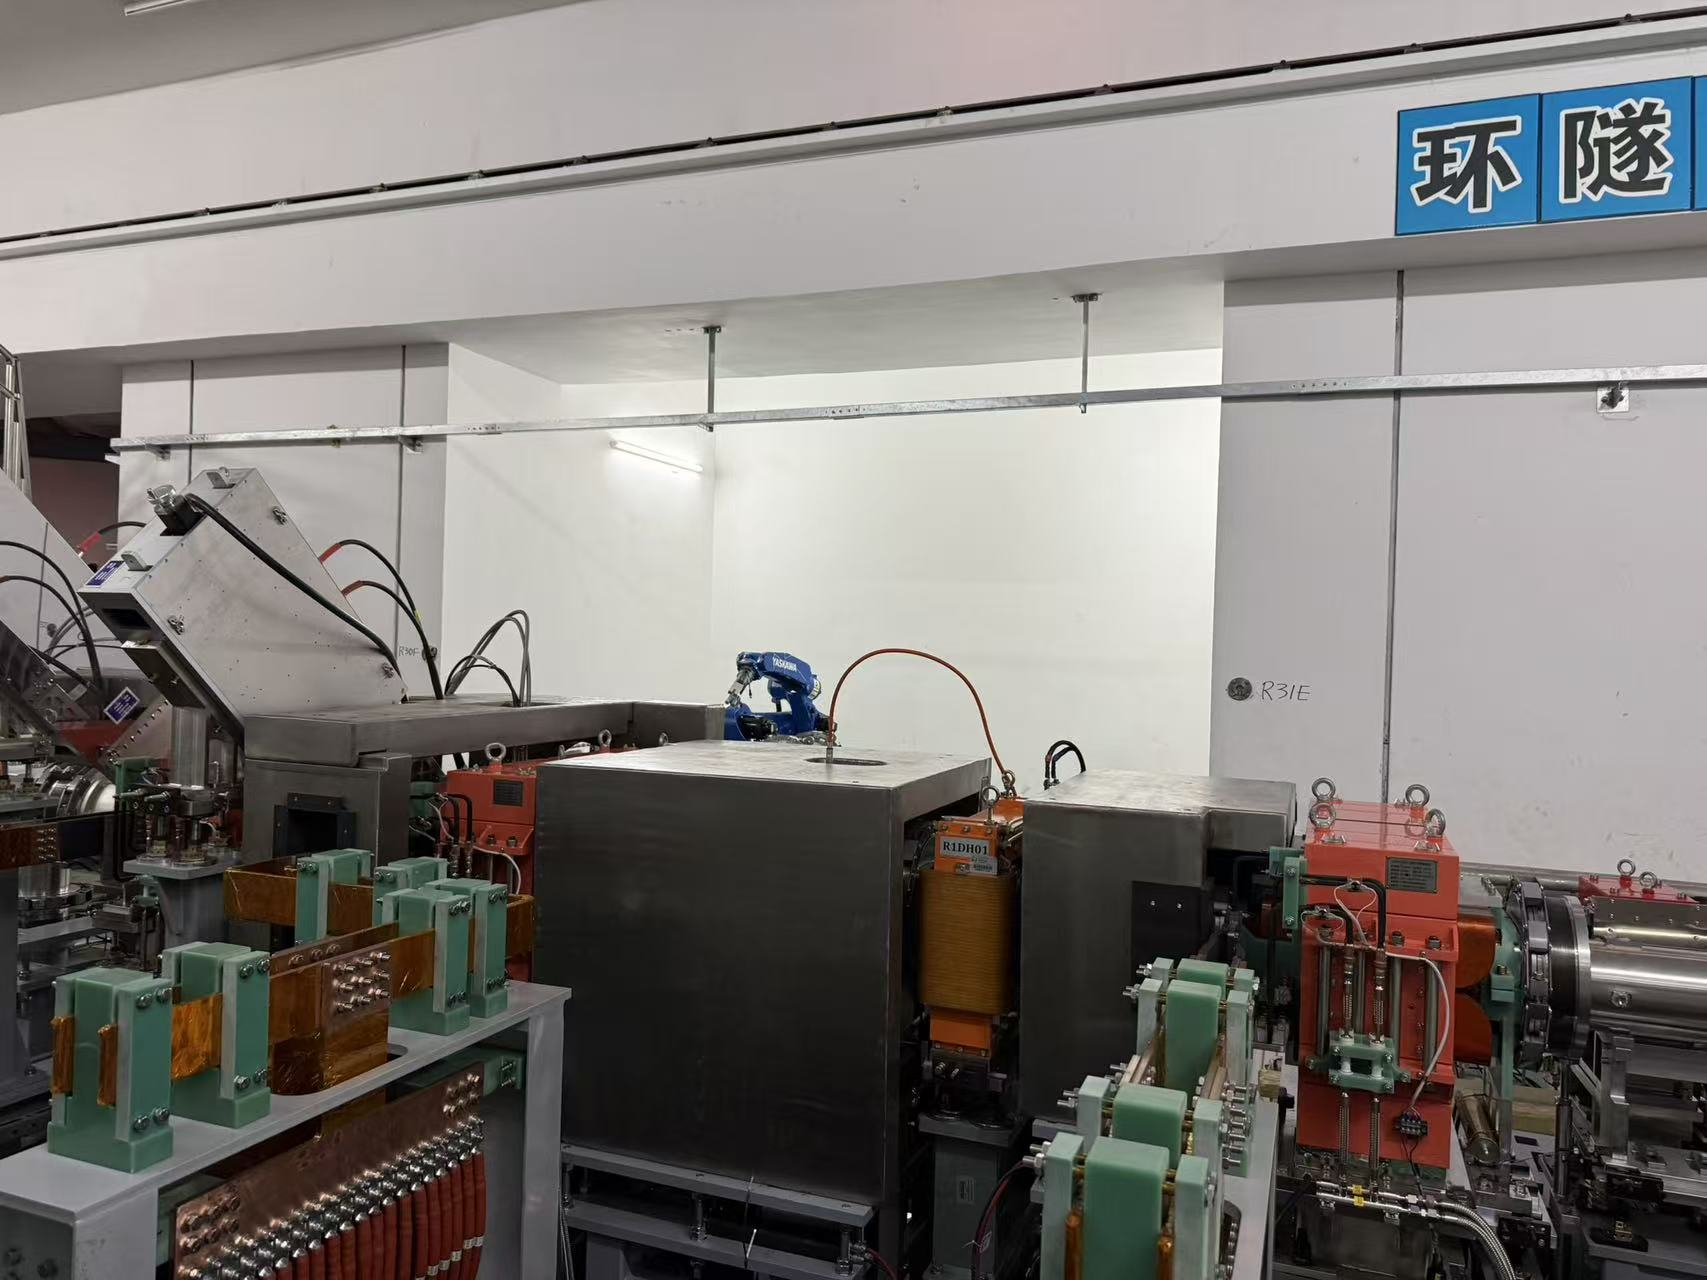 环隧
R30F
YASKAWA
R31E
R1DH01